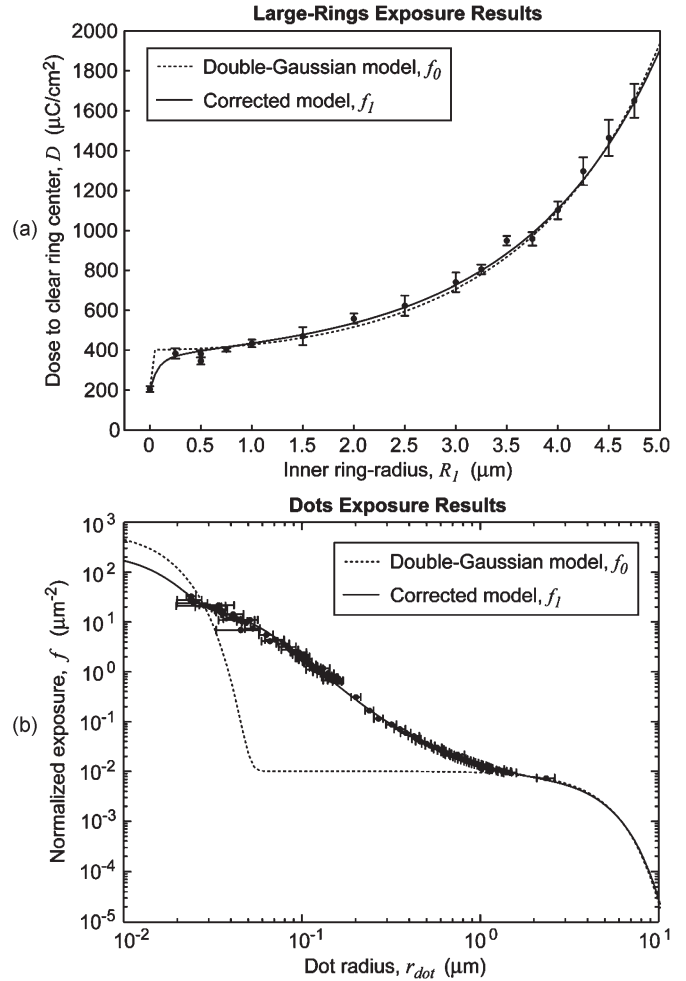 Large-Rings Exposure Results
2000
1800
1600
1400
1200
1000
800
600
400
200
0
Dose to clear ring center, D (μC/cm²)
Double-Gaussian model, f₀
Corrected model, f₁
(a)
0 0.5 1.0 1.5 2.0 2.5 3.0 3.5 4.0 4.5 5.0
Inner ring-radius, R₁ (μm)
Dots Exposure Results
10³
10²
10¹
10⁰
10⁻¹
10⁻²
10⁻³
10⁻⁴
10⁻⁵
Normalized exposure, f (μm⁻²)
Double-Gaussian model, f₀
Corrected model, f₁
(b)
10⁻² 10⁻¹ 10⁰ 10¹
Dot radius, r_dot (μm)